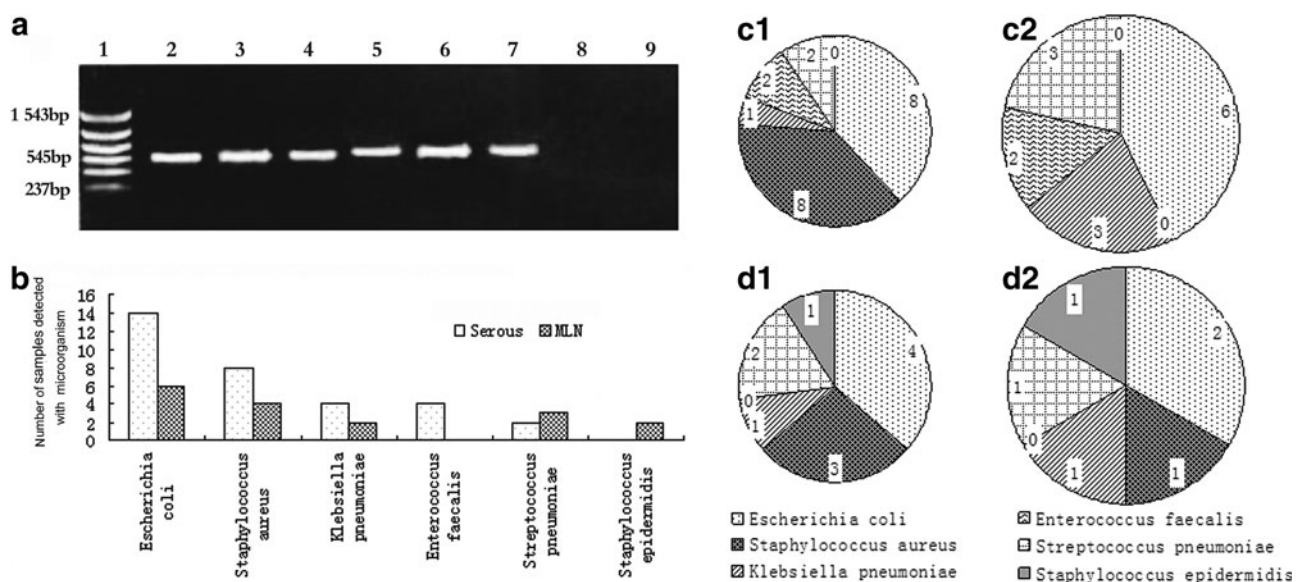 a
1 2 3 4 5 6 7 8 9
1 543bp
545bp
237bp
b
Number of samples detected
with microorganism
16
14
12
10
8
6
4
2
0
Serous MLN
Escherichia
coli
Staphylococcus
aureus
Klebsiella
pneumoniae
Enterococcus
faecalis
Streptococcus
pneumoniae
Staphylococcus
epidermidis
c1
0
2
2
1
8
8
c2
0
3
2
3
0
6
d1
1
2
0
1
3
4
d2
1
1
0
1
1
2
Escherichia coli
Staphylococcus aureus
Klebsiella pneumoniae
Enterococcus faecalis
Streptococcus pneumoniae
Staphylococcus epidermidis